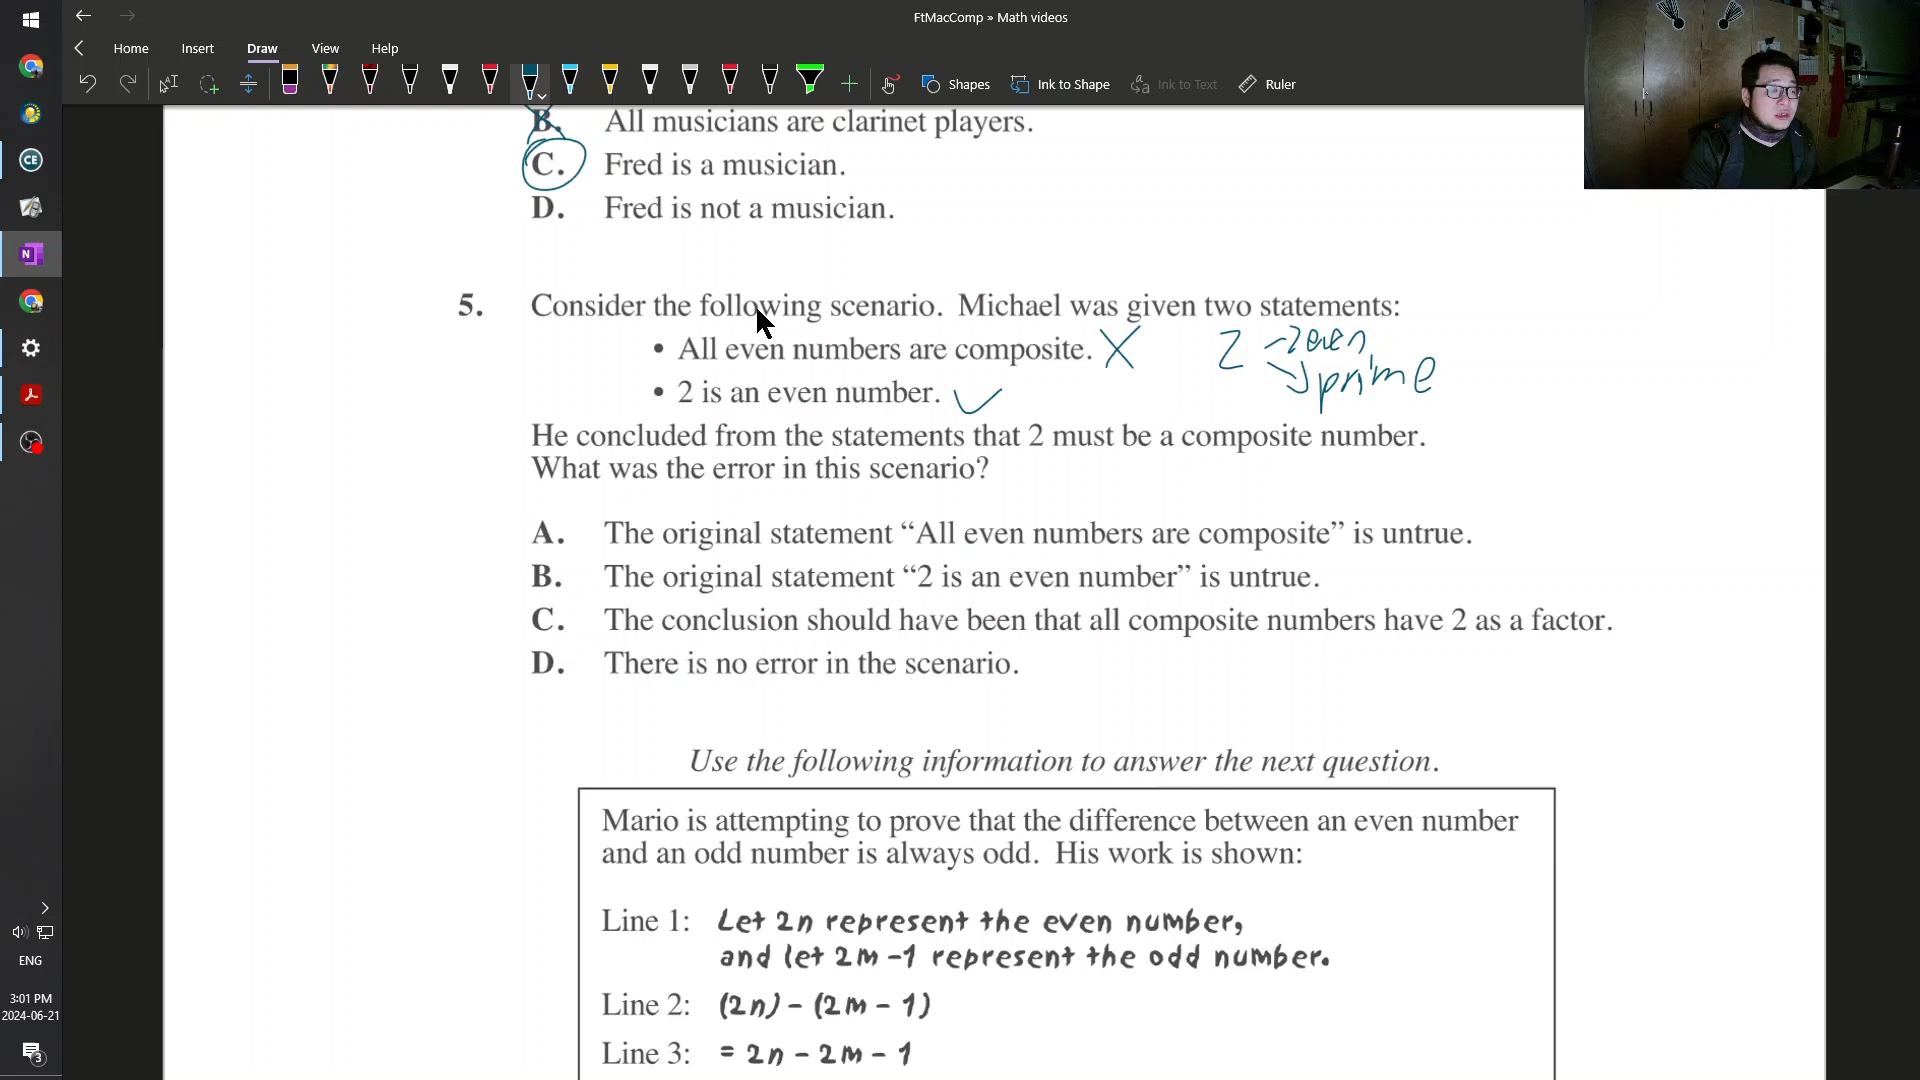 FtMacComp » Math videos
Home Insert Draw View Help
Shapes Ink to Shape Ink to Text Ruler
B. All musicians are clarinet players.
C. Fred is a musician.
D. Fred is not a musician.
5. Consider the following scenario. Michael was given two statements:
• All even numbers are composite. X 2 → even
→ prime
• 2 is an even number. ✓
He concluded from the statements that 2 must be a composite number.
What was the error in this scenario?
A. The original statement “All even numbers are composite” is untrue.
B. The original statement “2 is an even number” is untrue.
C. The conclusion should have been that all composite numbers have 2 as a factor.
D. There is no error in the scenario.
Use the following information to answer the next question.
Mario is attempting to prove that the difference between an even number
and an odd number is always odd. His work is shown:
Line 1: Let 2n represent the even number,
and let 2m -1 represent the odd number.
Line 2: (2n) - (2m - 1)
Line 3: = 2n - 2m - 1
CE
N
ENG
3:01 PM
2024-06-21
3